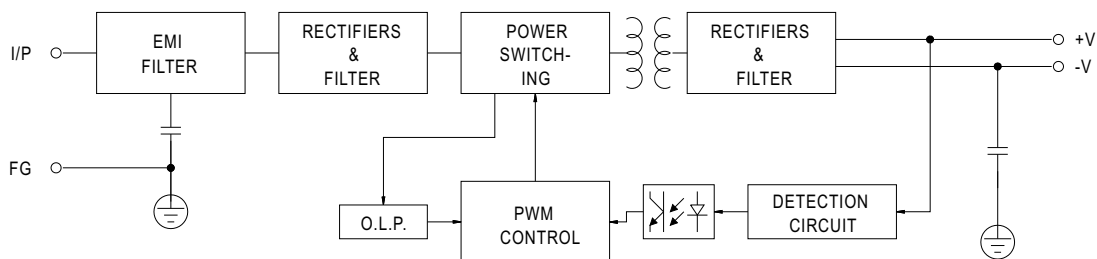 I/P
EMI
FILTER
RECTIFIERS
&
FILTER
POWER
SWITCH-
ING
RECTIFIERS
&
FILTER
+V
-V
FG
O.L.P.
PWM
CONTROL
DETECTION
CIRCUIT